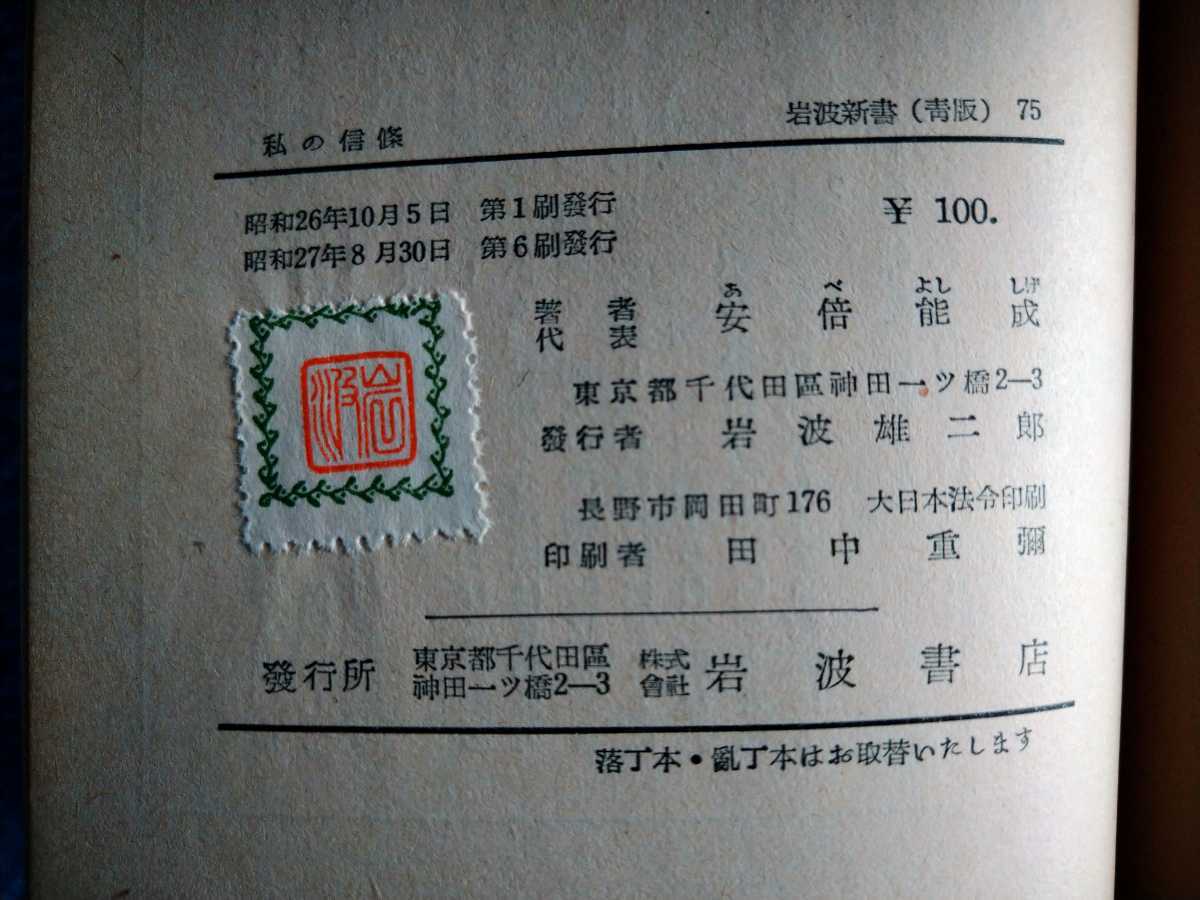 私の信條
岩波新書（靑版）75
昭和26年10月5日 第1刷發行
昭和27年8月30日 第6刷發行
¥ 100.
岩波
あ べ よし しげ
著者代表 安倍能成
東京都千代田區神田一ツ橋2—3
發行者 岩波雄二郎
長野市岡田町176 大日本法令印刷
印刷者 田中重彌
發行所 東京都千代田區神田一ツ橋2—3 株式會社 岩波書店
落丁本・亂丁本はお取替いたします